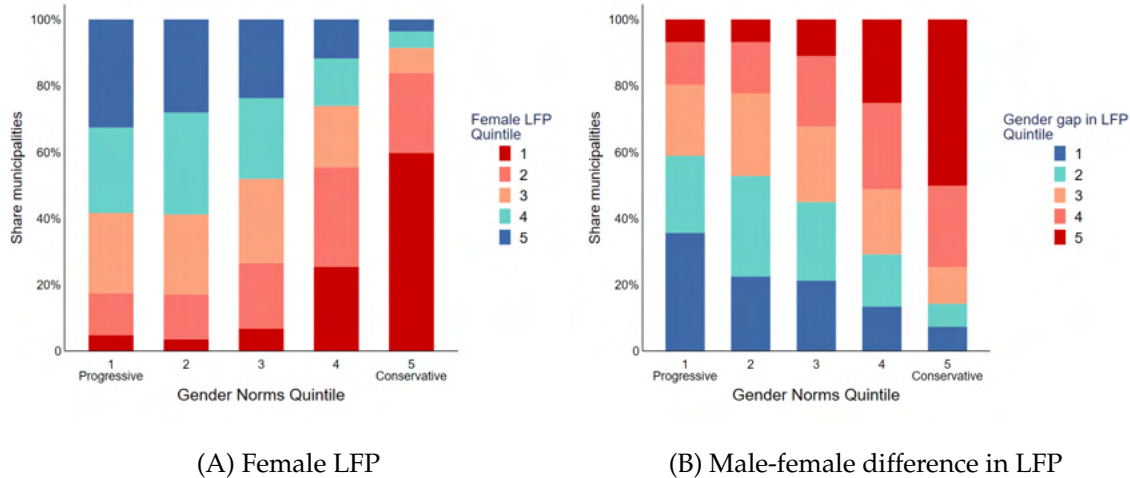 100%
80%
60%
40%
20%
0
Share municipalities
1
Progressive
2
3
4
5
Conservative
Gender Norms Quintile
Female LFP
Quintile
1
2
3
4
5
(A) Female LFP
100%
80%
60%
40%
20%
0
Share municipalities
1
Progressive
2
3
4
5
Conservative
Gender Norms Quintile
Gender gap in LFP
Quintile
1
2
3
4
5
(B) Male-female difference in LFP